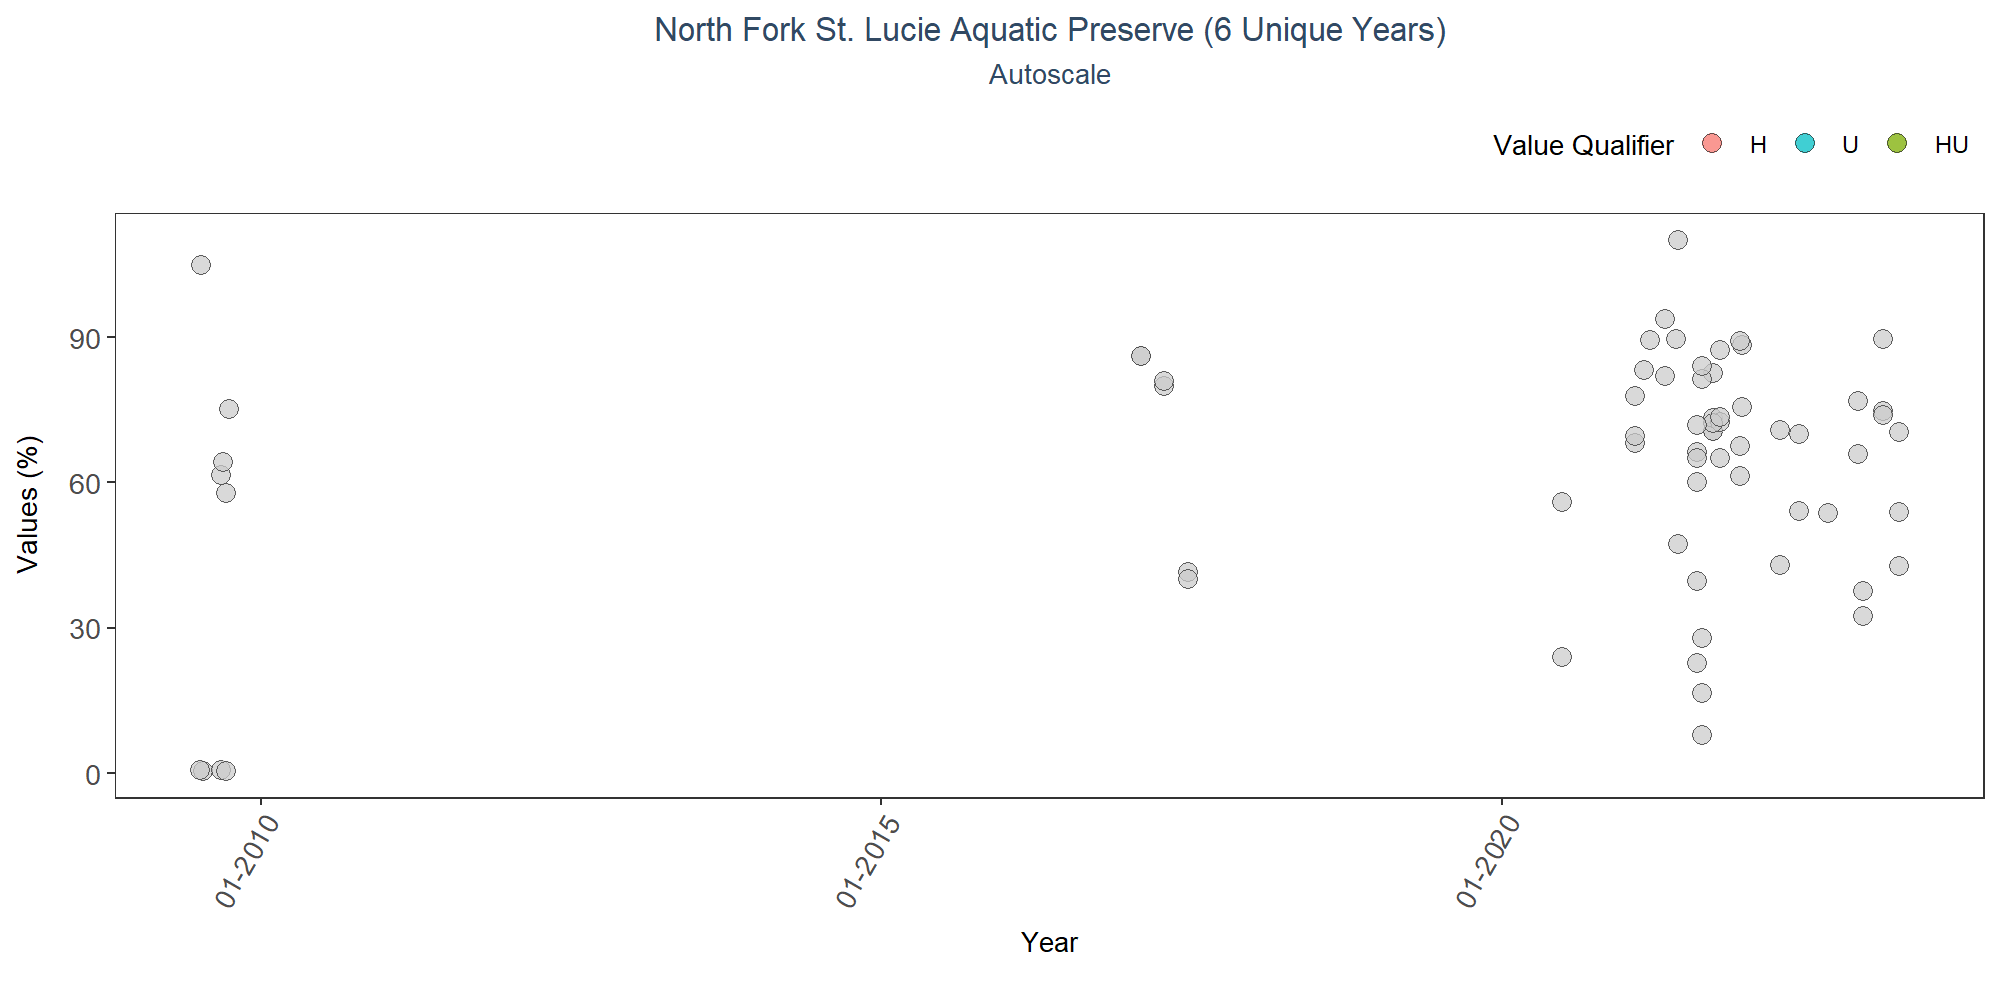 North Fork St. Lucie Aquatic Preserve (6 Unique Years)
Autoscale
Value Qualifier H U HU
Values (%)
90
60
30
0
01-2010 01-2015 01-2020
Year